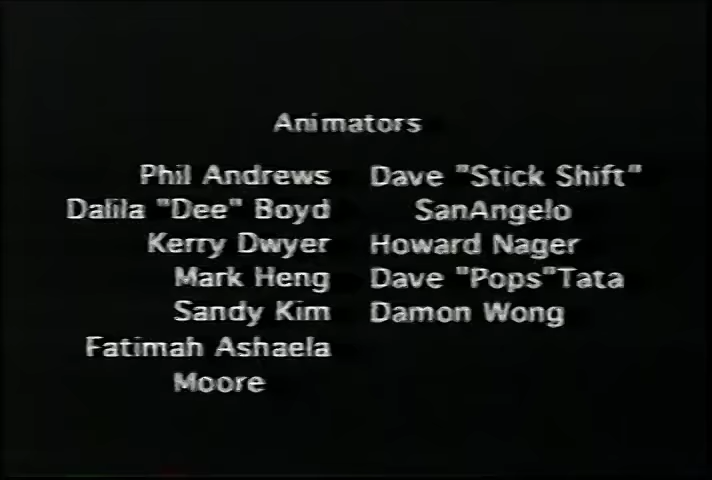 Animators
Phil Andrews
Dalila "Dee" Boyd
Kerry Dwyer
Mark Heng
Sandy Kim
Fatimah Ashaela
Moore
Dave "Stick Shift"
SanAngelo
Howard Nager
Dave "Pops"Tata
Damon Wong